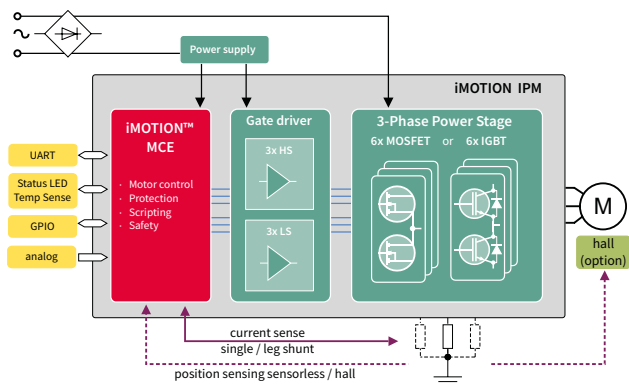 Power supply
iMOTION IPM
iMOTION™
MCE
· Motor control
· Protection
· Scripting
· Safety
Gate driver
3x HS
3x LS
3-Phase Power Stage
6x MOSFET or 6x IGBT
UART
Status LED
Temp Sense
GPIO
analog
M
hall
(option)
current sense
single / leg shunt
position sensing sensorless / hall